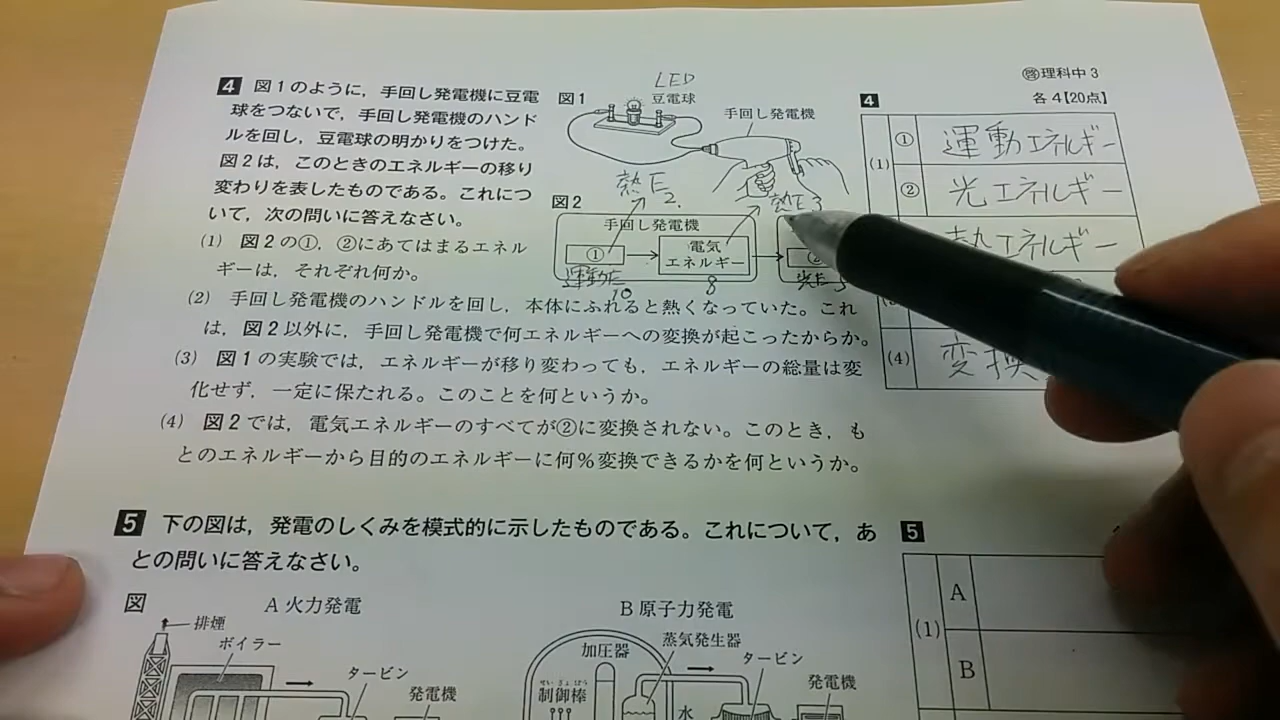 4 図1のように，手回し発電機に豆電
球をつないで，手回し発電機のハンド
ルを回し，豆電球の明かりをつけた。
図2は，このときのエネルギーの移り
変わりを表したものである。これにつ
いて，次の問いに答えなさい。
(1) 図2の①，②にあてはまるエネル
ギーは，それぞれ何か。
(2) 手回し発電機のハンドルを回し，本体にふれると熱くなっていた。これ
は，図2以外に，手回し発電機で何エネルギーへの変換が起こったからか。
(3) 図1の実験では，エネルギーが移り変わっても，エネルギーの総量は変
化せず，一定に保たれる。このことを何というか。
(4) 図2では，電気エネルギーのすべてが②に変換されない。このとき，も
とのエネルギーから目的のエネルギーに何％変換できるかを何というか。
図1
LED
豆電球
手回し発電機
熱E
2.
熱E 3
図2
手回し発電機
①
電気
エネルギー
②
運動E
10
8
光E 5
㊮理科中3
4
各4【20点】
(1)
① 運動エネルギー
② 光エネルギー
熱エネルギー
(4) 変換
5 下の図は，発電のしくみを模式的に示したものである。これについて，あ
との問いに答えなさい。
図
A 火力発電
排煙
ボイラー
タービン
発電機
B 原子力発電
加圧器
蒸気発生器
タービン
せいぎょぼう
制御棒
発電機
水
5
(1)
A
B